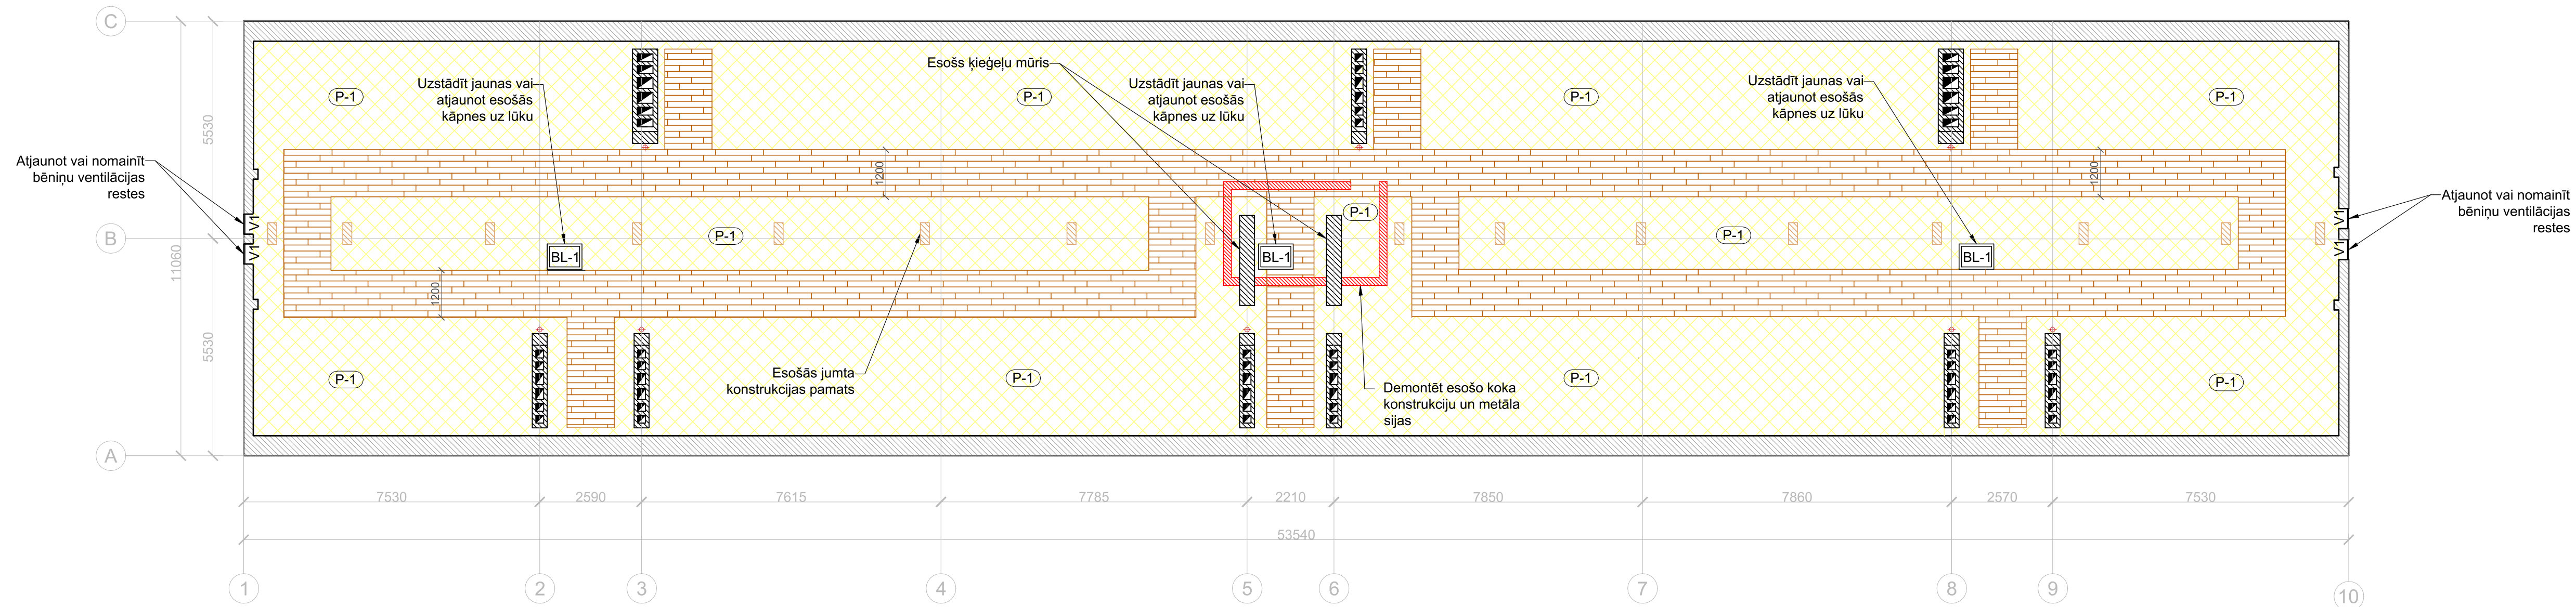 C
Esošs ķieģeļu mūris
Uzstādīt jaunas vai
atjaunot esošās
kāpnes uz lūku
Uzstādīt jaunas vai
atjaunot esošās
kāpnes uz lūku
Uzstādīt jaunas vai
atjaunot esošās
kāpnes uz lūku
P-1
P-1
P-1
P-1
5530
Atjaunot vai nomainīt
bēniņu ventilācijas
restes
1200
1200
Atjaunot vai nomainīt
bēniņu ventilācijas
restes
V1
V1
P-1
V1
V1
B
P-1
P-1
11060
BL-1
BL-1
BL-1
1200
5530
P-1
Esošās jumta
konstrukcijas pamats
P-1
P-1
P-1
Demontēt esošo koka
konstrukciju un metāla
sijas
A
7530
2590
7615
7785
2210
7850
7860
2570
7530
53540
1
2
3
4
5
6
7
8
9
10